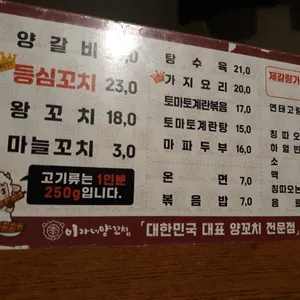 양갈비
등심꼬치 23,0
왕꼬치 18,0
마늘꼬치 3,0
고기류는 1인분
250g입니다.
탕수육 21,0
가지요리 20,0
토마토계란볶음 17,0
토마토계란탕 15,0
마파두부 16,0
온면 7,0
볶음밥 7,0
제갈량가
연태고량
칭따오
하얼빈
소
맥
칭따오논
이가네양꼬치
「대한민국 대표 양꼬치 전문점」